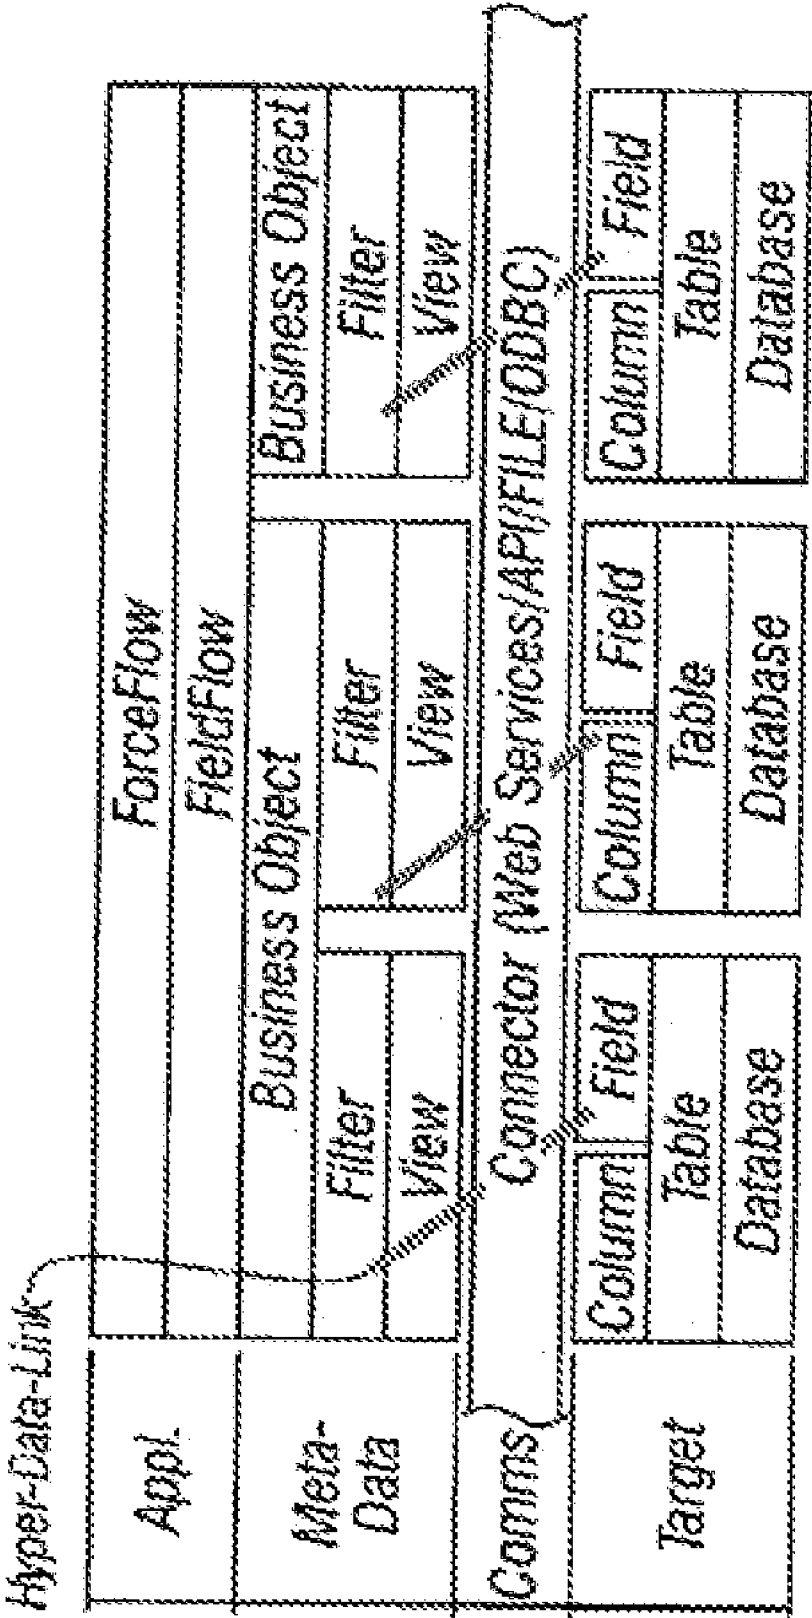 Hyper-Data-Link
Appl.
ForceFlow
FieldFlow
Meta-
Data
Business Object
Business Object
Filter
Filter
Filter
View
View
View
Comms
Connector (Web Services/API/FILE/ODBC)
Target
Column
Field
Column
Field
Column
Field
Table
Table
Table
Database
Database
Database